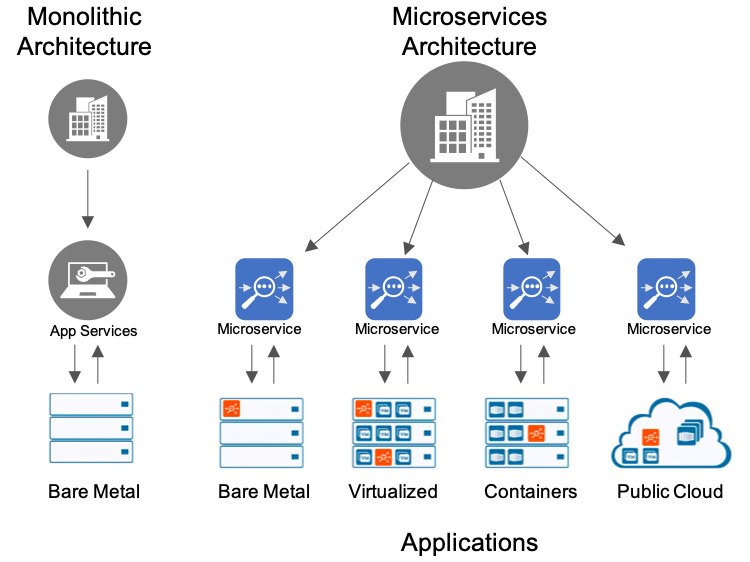 Monolithic
Architecture
Microservices
Architecture
App Services
Microservice
Microservice
Microservice
Microservice
Bare Metal
Bare Metal
Virtualized
Containers
Public Cloud
Applications